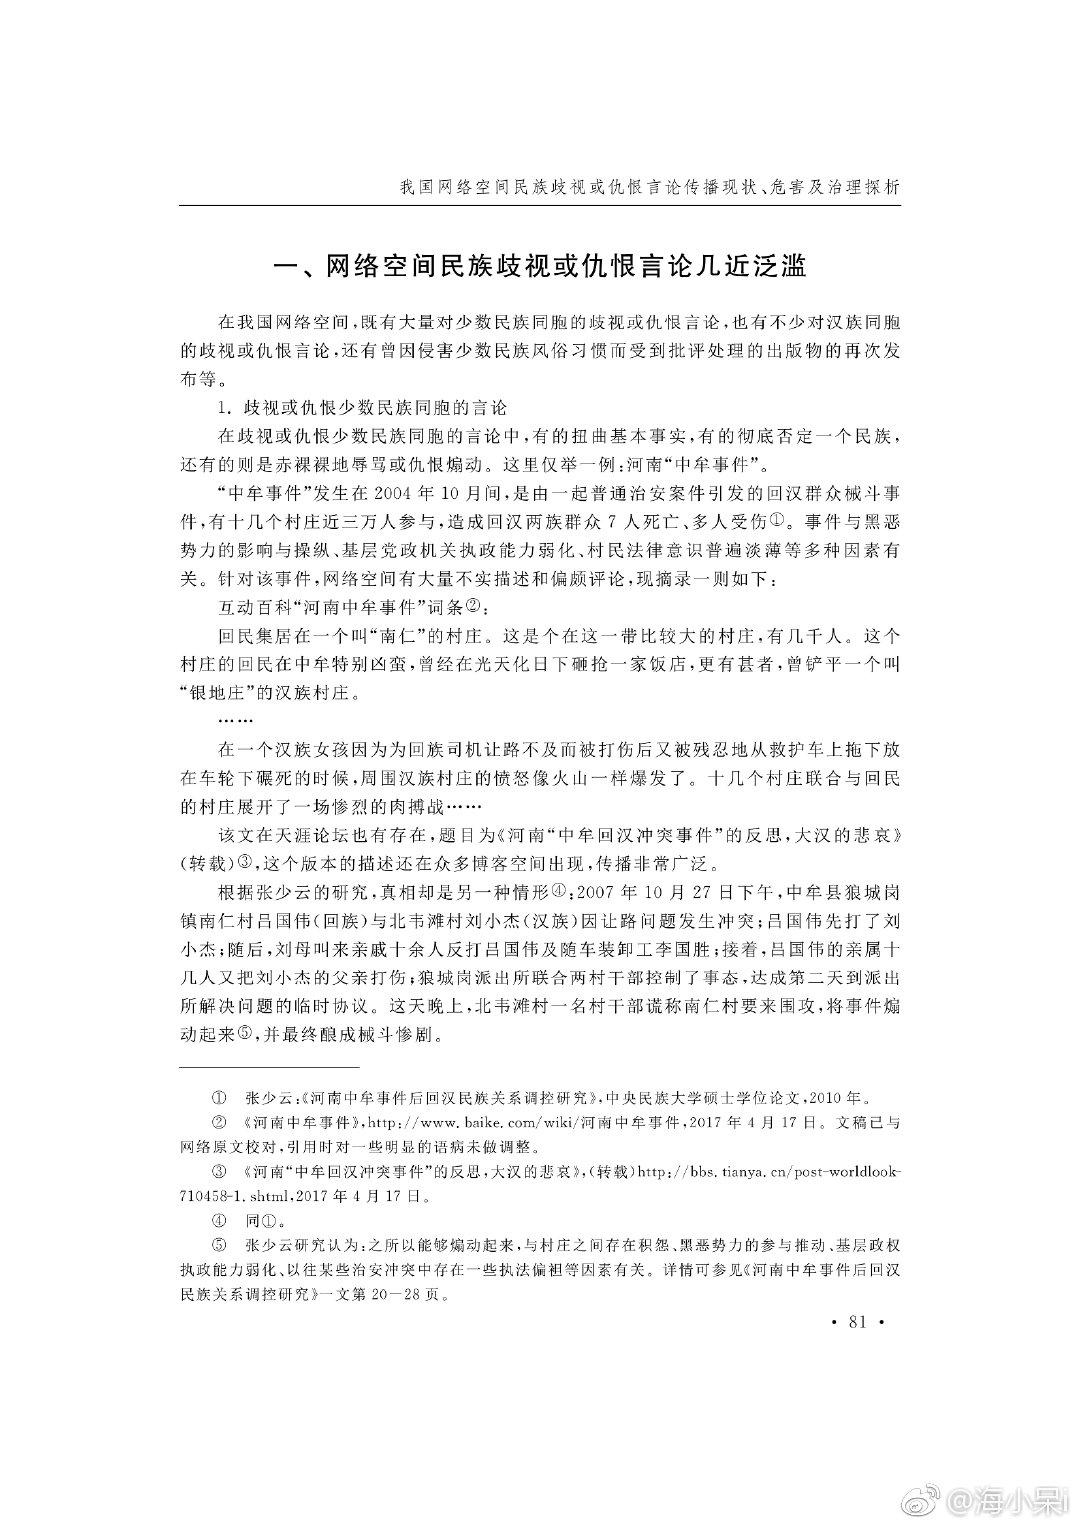 我国网络空间民族歧视或仇恨言论传播现状、危害及治理探析
一、网络空间民族歧视或仇恨言论几近泛滥
在我国网络空间,既有大量对少数民族同胞的歧视或仇恨言论,也有不少对汉族同胞
的歧视或仇恨言论,还有曾因侵害少数民族风俗习惯而受到批评处理的出版物的再次发
布等。
1. 歧视或仇恨少数民族同胞的言论
在歧视或仇恨少数民族同胞的言论中,有的扭曲基本事实,有的彻底否定一个民族,
还有的则是赤裸裸地辱骂或仇恨煽动。这里仅举一例:河南“中牟事件”。
“中牟事件”发生在 2004 年 10 月间,是由一起普通治安案件引发的回汉群众械斗事
件,有十几个村庄近三万人参与,造成回汉两族群众 7 人死亡、多人受伤①。事件与黑恶
势力的影响与操纵、基层党政机关执政能力弱化、村民法律意识普遍淡薄等多种因素有
关。针对该事件,网络空间有大量不实描述和偏颇评论,现摘录一则如下:
互动百科“河南中牟事件”词条②:
回民集居在一个叫“南仁”的村庄。这是个在这一带比较大的村庄,有几千人。这个
村庄的回民在中牟特别凶蛮,曾经在光天化日下砸抢一家饭店,更有甚者,曾铲平一个叫
“银地庄”的汉族村庄。
……
在一个汉族女孩因为为回族司机让路不及而被打伤后又被残忍地从救护车上拖下放
在车轮下碾死的时候,周围汉族村庄的愤怒像火山一样爆发了。十几个村庄联合与回民
的村庄展开了一场惨烈的肉搏战……
该文在天涯论坛也有存在,题目为《河南“中牟回汉冲突事件”的反思,大汉的悲哀》
(转载)③,这个版本的描述还在众多博客空间出现,传播非常广泛。
根据张少云的研究,真相却是另一种情形④:2007 年 10 月 27 日下午,中牟县狼城岗
镇南仁村吕国伟(回族)与北韦滩村刘小杰(汉族)因让路问题发生冲突;吕国伟先打了刘
小杰;随后,刘母叫来亲戚十余人反打吕国伟及随车装卸工李国胜;接着,吕国伟的亲属十
几人又把刘小杰的父亲打伤;狼城岗派出所联合两村干部控制了事态,达成第二天到派出
所解决问题的临时协议。这天晚上,北韦滩村一名村干部谎称南仁村要来围攻,将事件煽
动起来⑤,并最终酿成械斗惨剧。
① 张少云:《河南中牟事件后回汉民族关系调控研究》,中央民族大学硕士学位论文,2010 年。
② 《河南中牟事件》,http://www.baike.com/wiki/河南中牟事件,2017 年 4 月 17 日。文稿已与
网络原文校对,引用时对一些明显的语病未做调整。
③ 《河南“中牟回汉冲突事件”的反思,大汉的悲哀》,(转载)http://bbs.tianya.cn/post-worldlook-
710458-1.shtml,2017 年 4 月 17 日。
④ 同①。
⑤ 张少云研究认为:之所以能够煽动起来,与村庄之间存在积怨、黑恶势力的参与推动、基层政权
执政能力弱化、以往某些治安冲突中存在一些执法偏袒等因素有关。详情可参见《河南中牟事件后回汉
民族关系调控研究》一文第 20-28 页。
• 81 •
@海小呆i